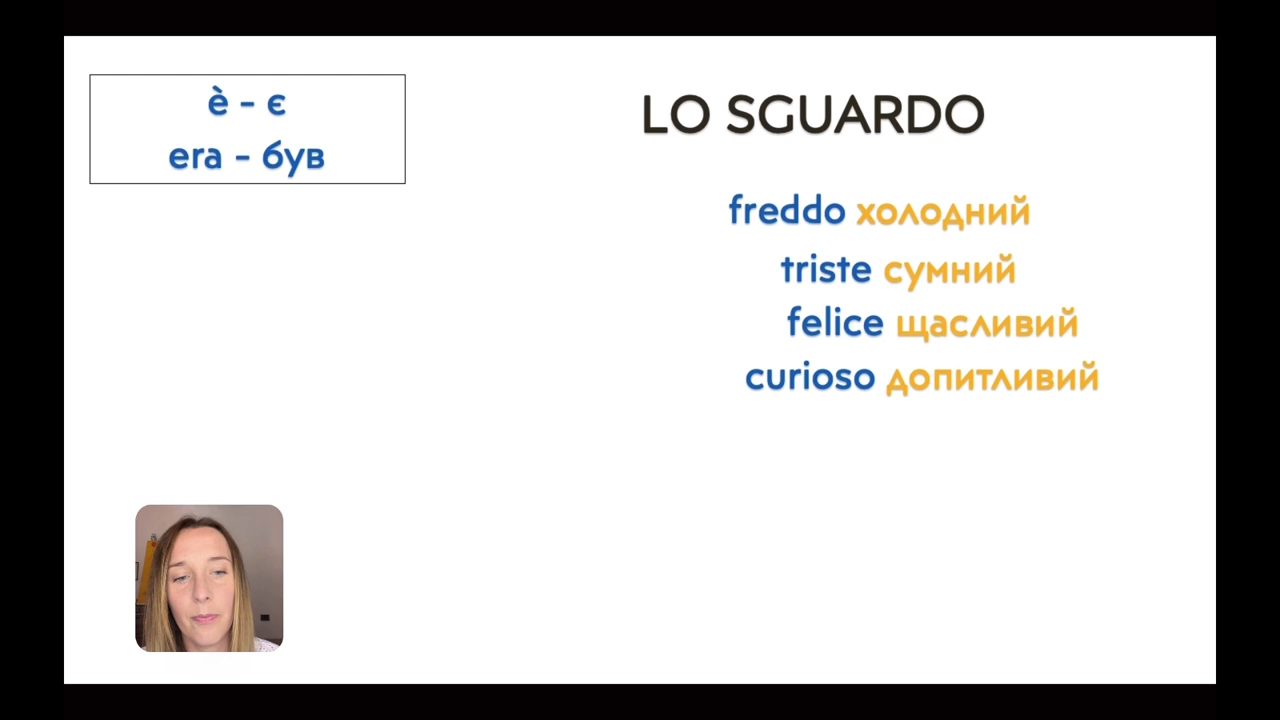 è - є
era - був
LO SGUARDO
freddo холодний
triste сумний
felice щасливий
curioso допитливий